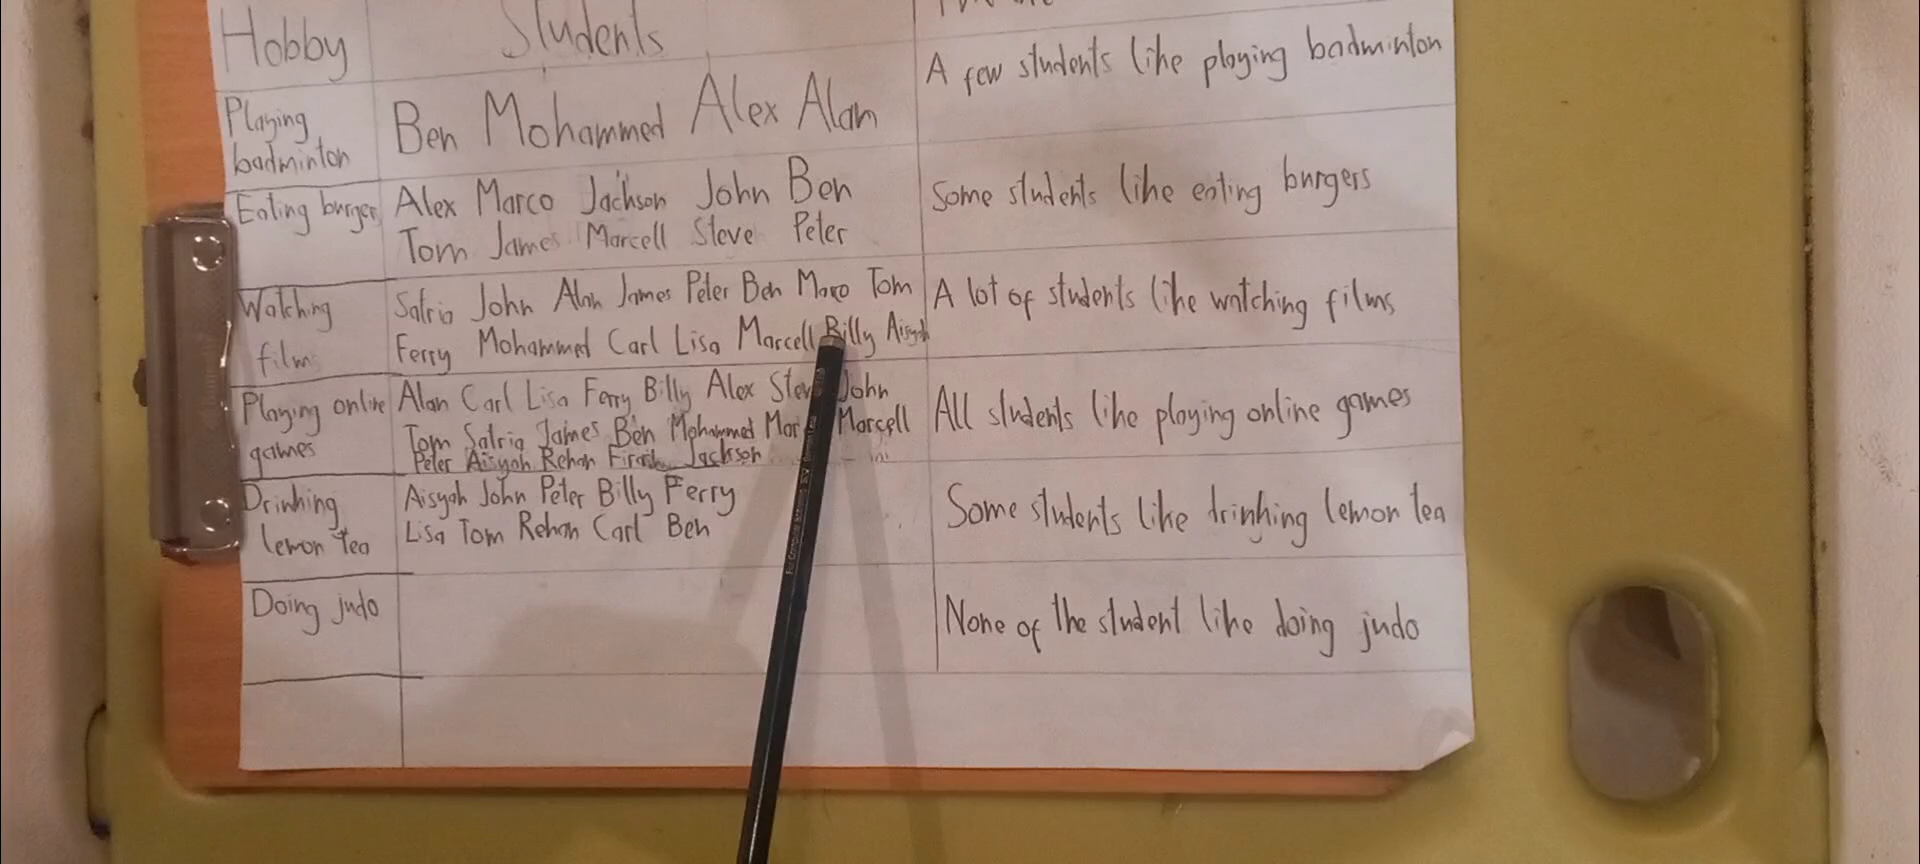 Hobby
Students
Playing
badminton
Ben Mohammed Alex Alan
A few students like playing badminton
Eating burger
Alex Marco Jackson John Ben
Tom James Marcell Steve Peter
Some students like eating burgers
Watching
film
Satrio John Alan James Peter Ben Marco Tom
Ferry Mohammed Carl Lisa Marcell Billy Aisyah
A lot of students like watching films
Playing online
games
Alan Carl Lisa Ferry Billy Alex John
Tom Satrio James Ben Mohammed Marcell
Peter Aisyah Rehan Jackson
All students like playing online games
Drinking
lemon tea
Aisyah John Peter Billy Ferry
Lisa Tom Rehan Carl Ben
Some students like drinking lemon tea
Doing judo
None of the student like doing judo